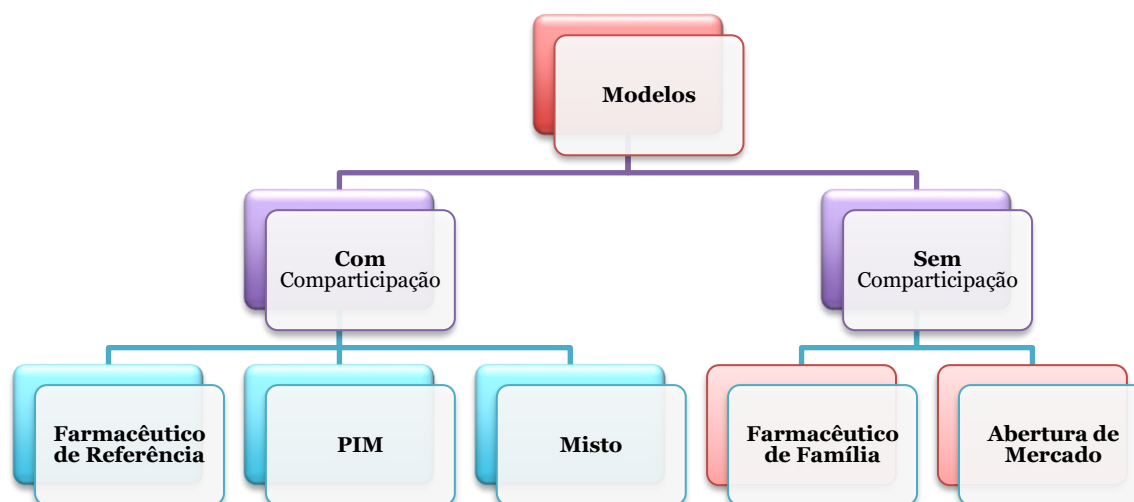 Modelos
Com
Comparticipação
Sem
Comparticipação
Farmacêutico
de Referência
PIM
Misto
Farmacêutico
de Família
Abertura de
Mercado